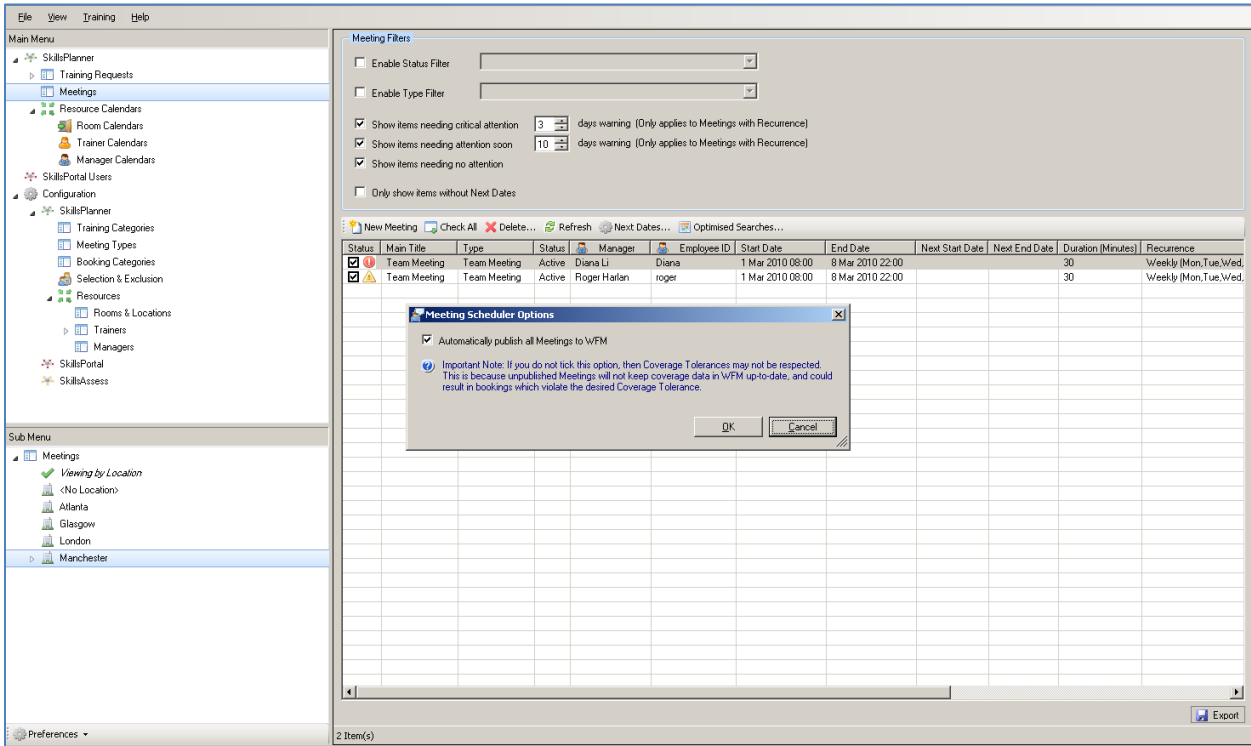 File View Training Help
Main Menu
SkillsPlanner
Training Requests
Meetings
Resource Calendars
Room Calendars
Trainer Calendars
Manager Calendars
SkillsPortal Users
Configuration
SkillsPlanner
Training Categories
Meeting Types
Booking Categories
Selection & Exclusion
Resources
Rooms & Locations
Trainers
Managers
SkillsPortal
SkillsAssess
Sub Menu
Meetings
Viewing by Location
<No Location>
Atlanta
Glasgow
London
Manchester
Preferences
Meeting Filters
Enable Status Filter
Enable Type Filter
Show items needing critical attention 3 days warning (Only applies to Meetings with Recurrence)
Show items needing attention soon 10 days warning (Only applies to Meetings with Recurrence)
Show items needing no attention
Only show items without Next Dates
New Meeting Check All Delete... Refresh Next Dates... Optimised Searches...
Status Main Title Type Status Manager Employee ID Start Date End Date Next Start Date Next End Date Duration (Minutes) Recurrence
Team Meeting Team Meeting Active Diana Li Diana 1 Mar 2010 08:00 8 Mar 2010 22:00 30 Weekly (Mon,Tue,Wed,
Team Meeting Team Meeting Active Roger Harlan roger 1 Mar 2010 08:00 8 Mar 2010 22:00 30 Weekly (Mon,Tue,Wed,
Meeting Scheduler Options
Automatically publish all Meetings to WFM
Important Note: If you do not tick this option, then Coverage Tolerances may not be respected.
This is because unpublished Meetings will not keep coverage data in WFM up-to-date, and could
result in bookings which violate the desired Coverage Tolerance.
OK Cancel
Export
2 Item(s)